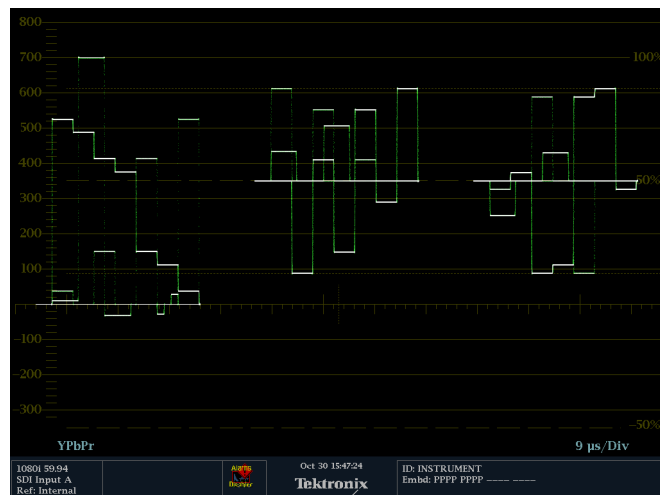 800
700
100%
600
500
400
50%
300
200
100
-100
-200
-300
-50%
YPbPr
9 µs/Div
1080i 59.94
SDI Input A
Ref: Internal
Alarms
Oct 30 15:47:24
Tektronix
ID: INSTRUMENT
Embd: PPPP PPPP ---- ----